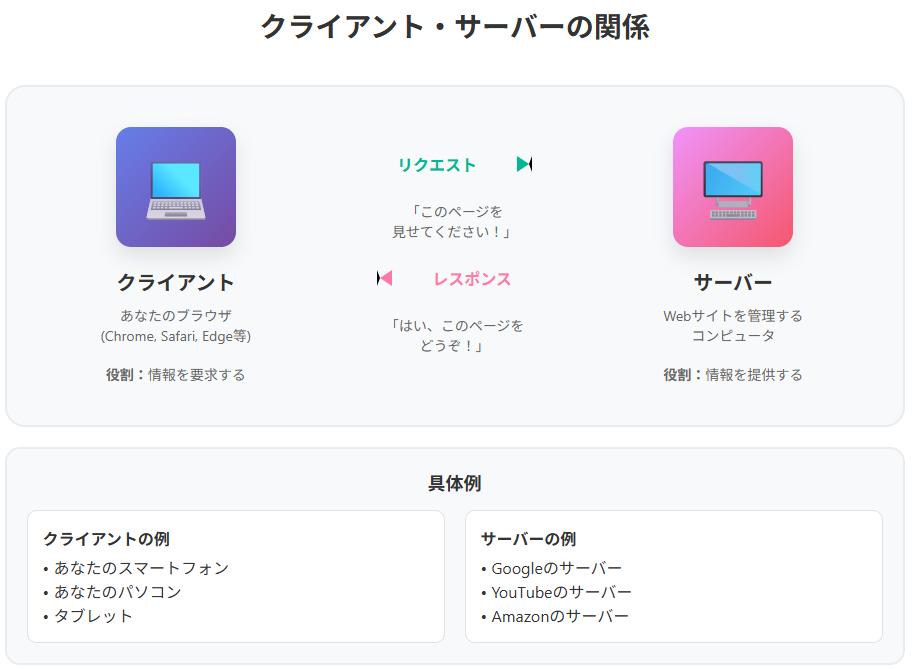 クライアント・サーバーの関係
クライアント
あなたのブラウザ
(Chrome, Safari, Edge等)
役割：情報を要求する
リクエスト
「このページを
見せてください！」
レスポンス
「はい、このページを
どうぞ！」
サーバー
Webサイトを管理する
コンピュータ
役割：情報を提供する
具体例
クライアントの例
• あなたのスマートフォン
• あなたのパソコン
• タブレット
サーバーの例
• Googleのサーバー
• YouTubeのサーバー
• Amazonのサーバー